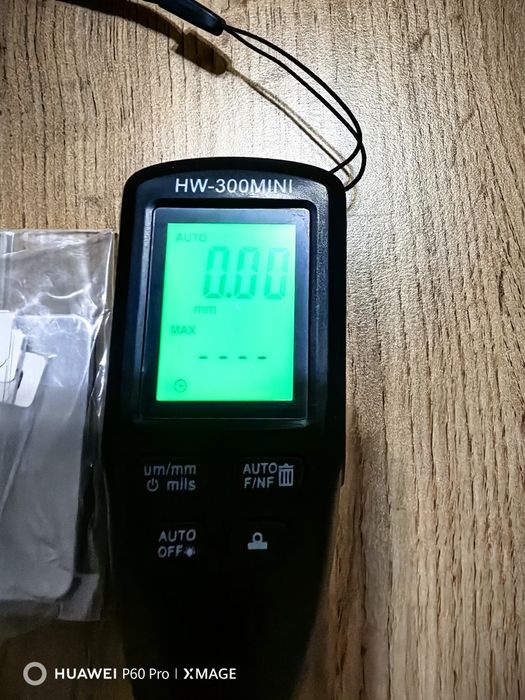 HW-300MINI
AUTO
0.00
mm
MAX
----
um/mm
mils
AUTO
F/NF
AUTO
OFF
HUAWEI P60 Pro | XMAGE